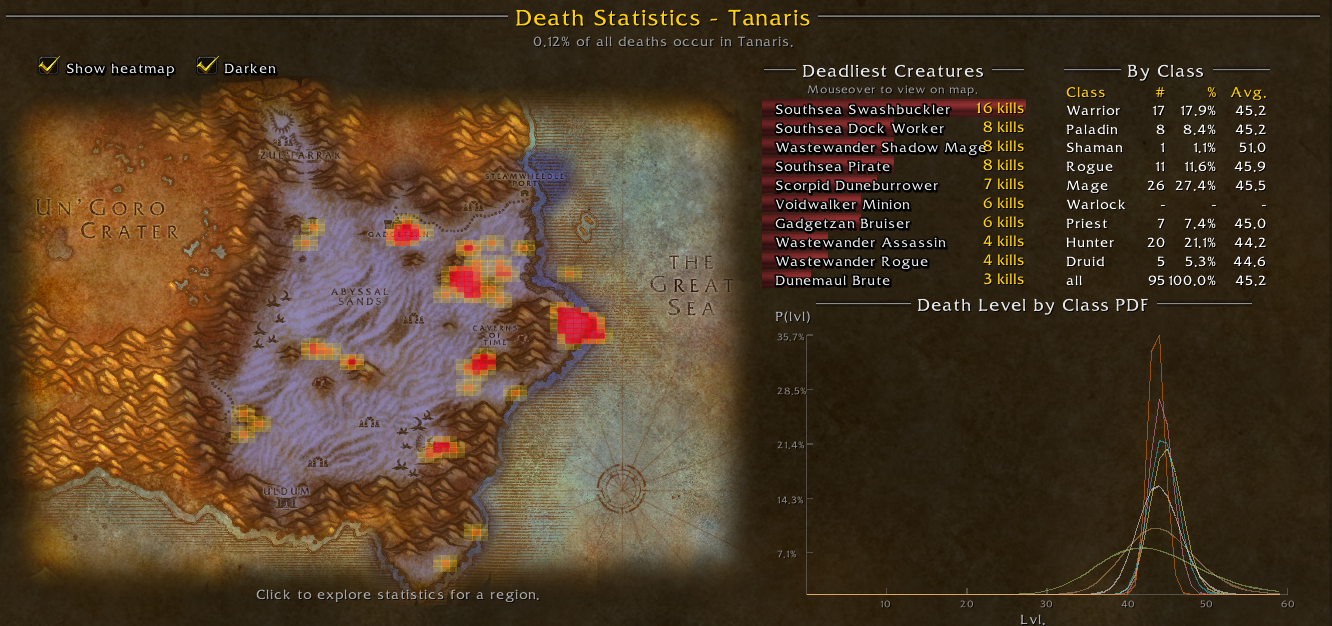 Death Statistics - Tanaris
0.12% of all deaths occur in Tanaris.
Show heatmap
Darken
ZUL'FARRAK
STEAMWHEEDLE
PORT
UN'GORO
CRATER
GADGETZAN
THE
GREAT
SEA
ABYSSAL
SANDS
CAVERNS
OF
TIME
ULDUM
Click to explore statistics for a region.
Deadliest Creatures
Mouseover to view on map.
Southsea Swashbuckler 16 kills
Southsea Dock Worker 8 kills
Wastewander Shadow Mage 8 kills
Southsea Pirate 8 kills
Scorpid Duneburrower 7 kills
Voidwalker Minion 6 kills
Gadgetzan Bruiser 6 kills
Wastewander Assassin 4 kills
Wastewander Rogue 4 kills
Dunemaul Brute 3 kills
By Class
Class # % Avg.
Warrior 17 17.9% 45.2
Paladin 8 8.4% 45.2
Shaman 1 1.1% 51.0
Rogue 11 11.6% 45.9
Mage 26 27.4% 45.5
Warlock - - -
Priest 7 7.4% 45.0
Hunter 20 21.1% 44.2
Druid 5 5.3% 44.6
all 95 100.0% 45.2
Death Level by Class PDF
P(lvl)
35.7%
28.5%
21.4%
14.3%
7.1%
10 20 30 40 50 60
Lvl.